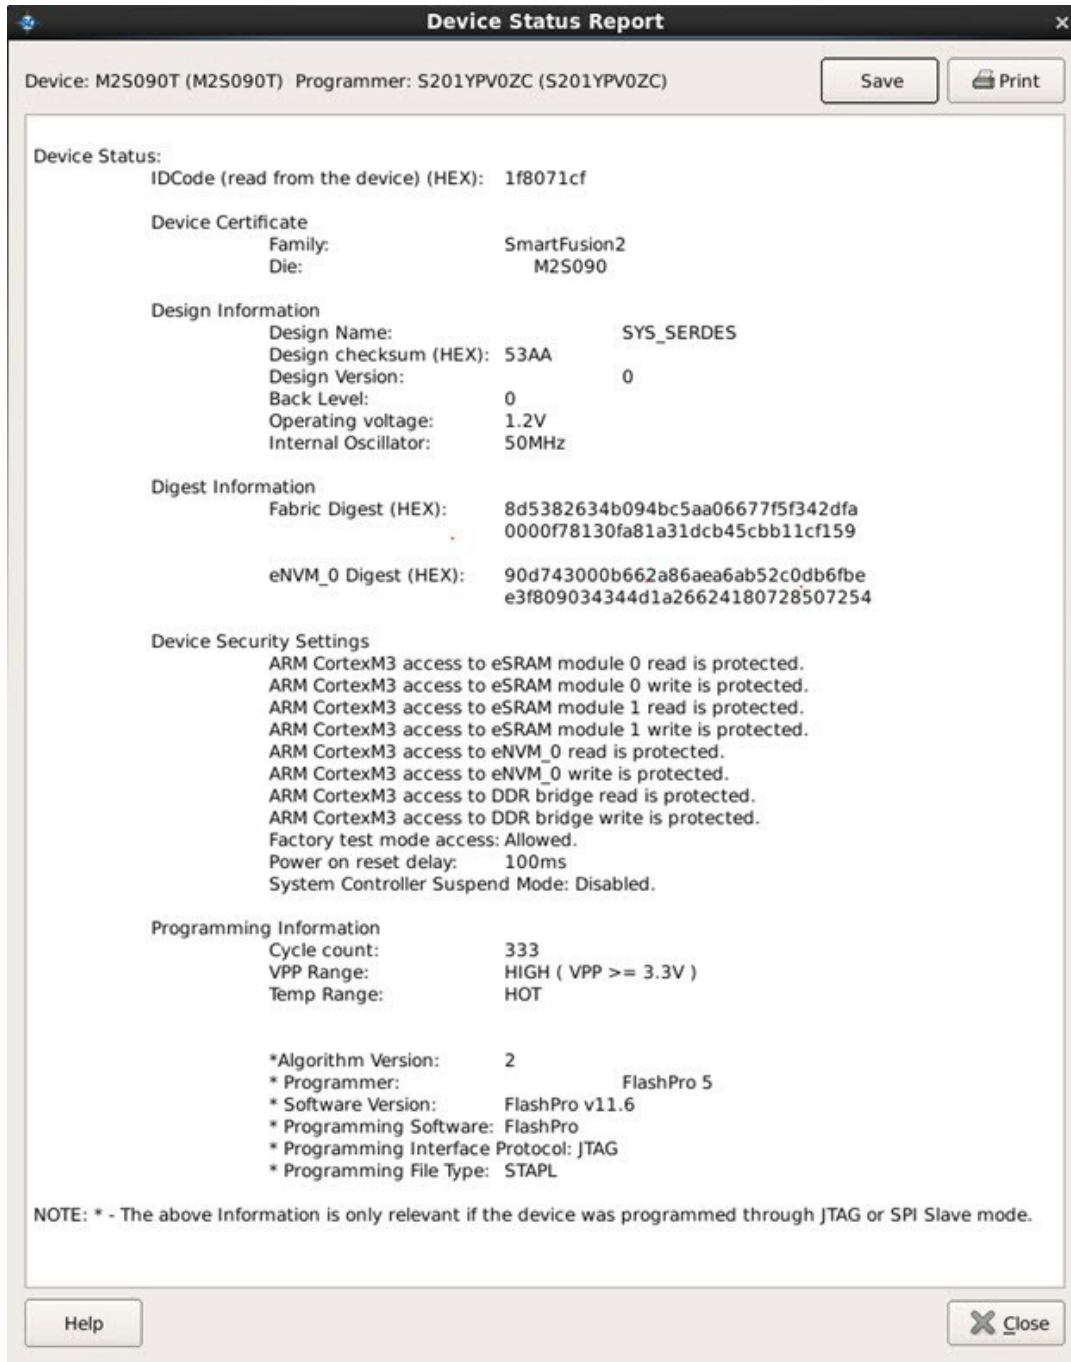 Device Status Report
Device: M2S090T (M2S090T) Programmer: S201YPV0ZC (S201YPV0ZC)
Save
Print
Device Status:
IDCode (read from the device) (HEX): 1f8071cf
Device Certificate
Family: SmartFusion2
Die: M2S090
Design Information
Design Name: SYS_SERDES
Design checksum (HEX): 53AA
Design Version: 0
Back Level: 0
Operating voltage: 1.2V
Internal Oscillator: 50MHz
Digest Information
Fabric Digest (HEX): 8d5382634b094bc5aa06677f5f342dfa
0000f78130fa81a31dcb45cbb11cf159
eNVM_0 Digest (HEX): 90d743000b662a86aea6ab52c0db6fbe
e3f809034344d1a26624180728507254
Device Security Settings
ARM CortexM3 access to eSRAM module 0 read is protected.
ARM CortexM3 access to eSRAM module 0 write is protected.
ARM CortexM3 access to eSRAM module 1 read is protected.
ARM CortexM3 access to eSRAM module 1 write is protected.
ARM CortexM3 access to eNVM_0 read is protected.
ARM CortexM3 access to eNVM_0 write is protected.
ARM CortexM3 access to DDR bridge read is protected.
ARM CortexM3 access to DDR bridge write is protected.
Factory test mode access: Allowed.
Power on reset delay: 100ms
System Controller Suspend Mode: Disabled.
Programming Information
Cycle count: 333
VPP Range: HIGH ( VPP >= 3.3V )
Temp Range: HOT
*Algorithm Version: 2
* Programmer: FlashPro 5
* Software Version: FlashPro v11.6
* Programming Software: FlashPro
* Programming Interface Protocol: JTAG
* Programming File Type: STAPL
NOTE: * - The above Information is only relevant if the device was programmed through JTAG or SPI Slave mode.
Help
Close